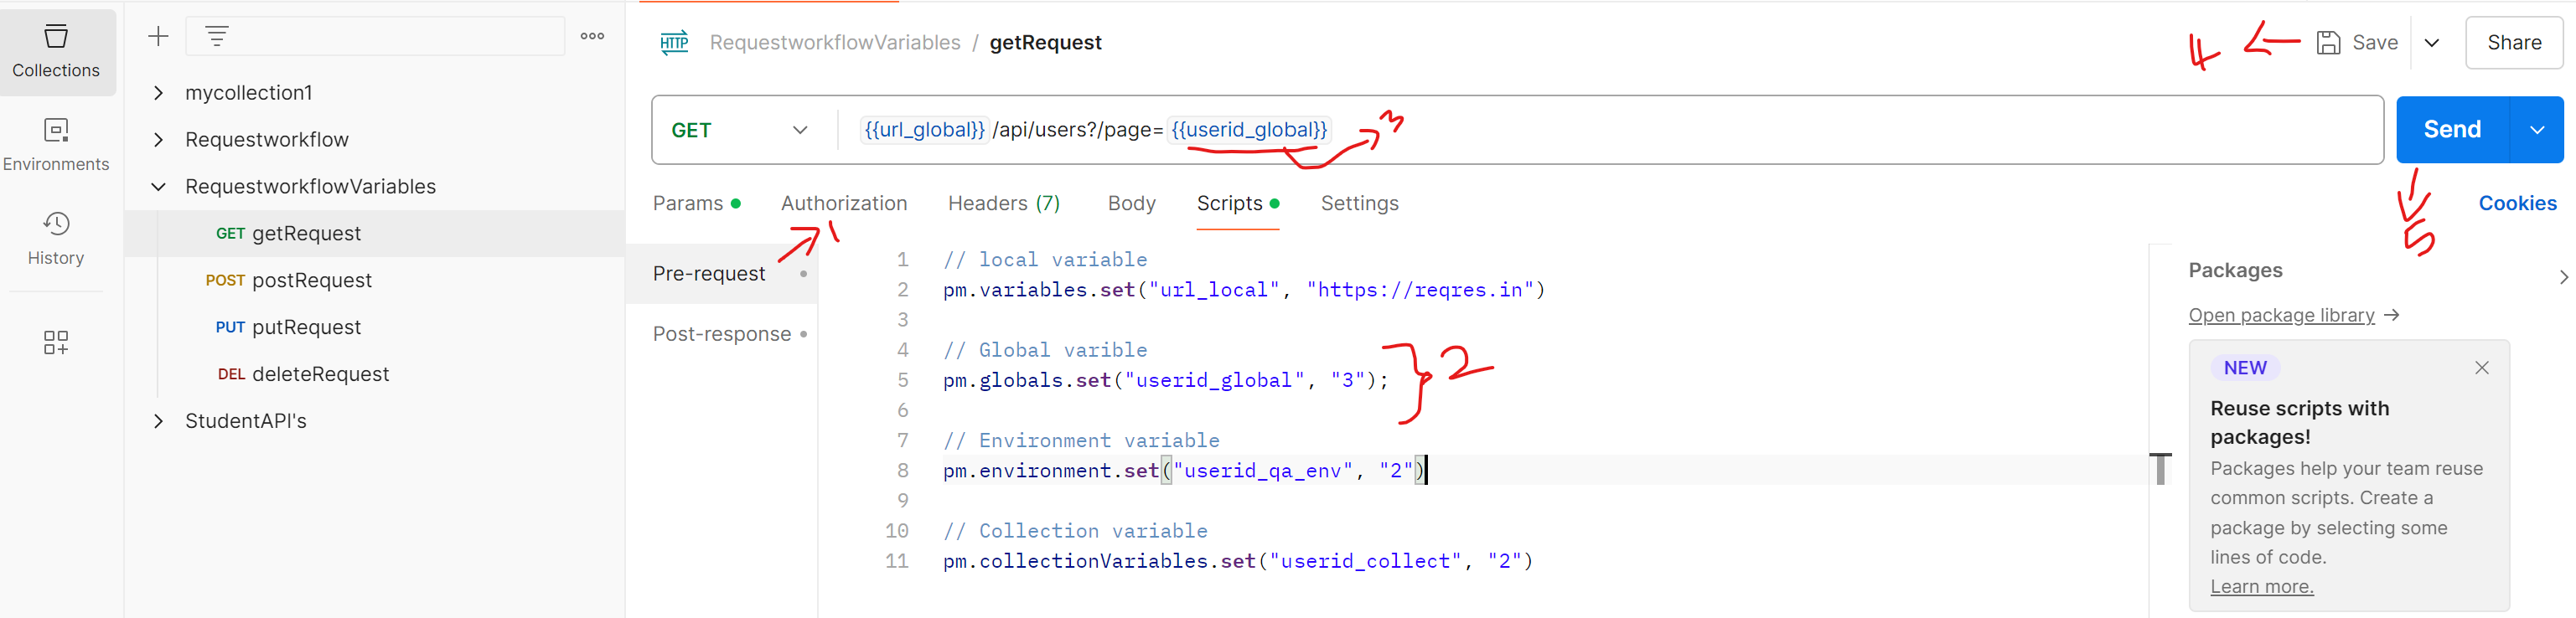 Collections
Environments
History
mycollection1
Requestworkflow
RequestworkflowVariables
GET getRequest
POST postRequest
PUT putRequest
DEL deleteRequest
StudentAPI's
HTTP RequestworkflowVariables / getRequest
4 Save Share
GET {{url_global}} /api/users?/page= {{userid_global}} 3 Send
5
Params Authorization Headers (7) Body Scripts Settings Cookies
1
Pre-request
Post-response
1 // local variable
2 pm.variables.set("url_local", "https://reqres.in")
3
4 // Global varible
5 pm.globals.set("userid_global", "3"); 2
6
7 // Environment variable
8 pm.environment.set("userid_qa_env", "2")
9
10 // Collection variable
11 pm.collectionVariables.set("userid_collect", "2")
Packages
Open package library →
NEW
Reuse scripts with
packages!
Packages help your team reuse
common scripts. Create a
package by selecting some
lines of code.
Learn more.